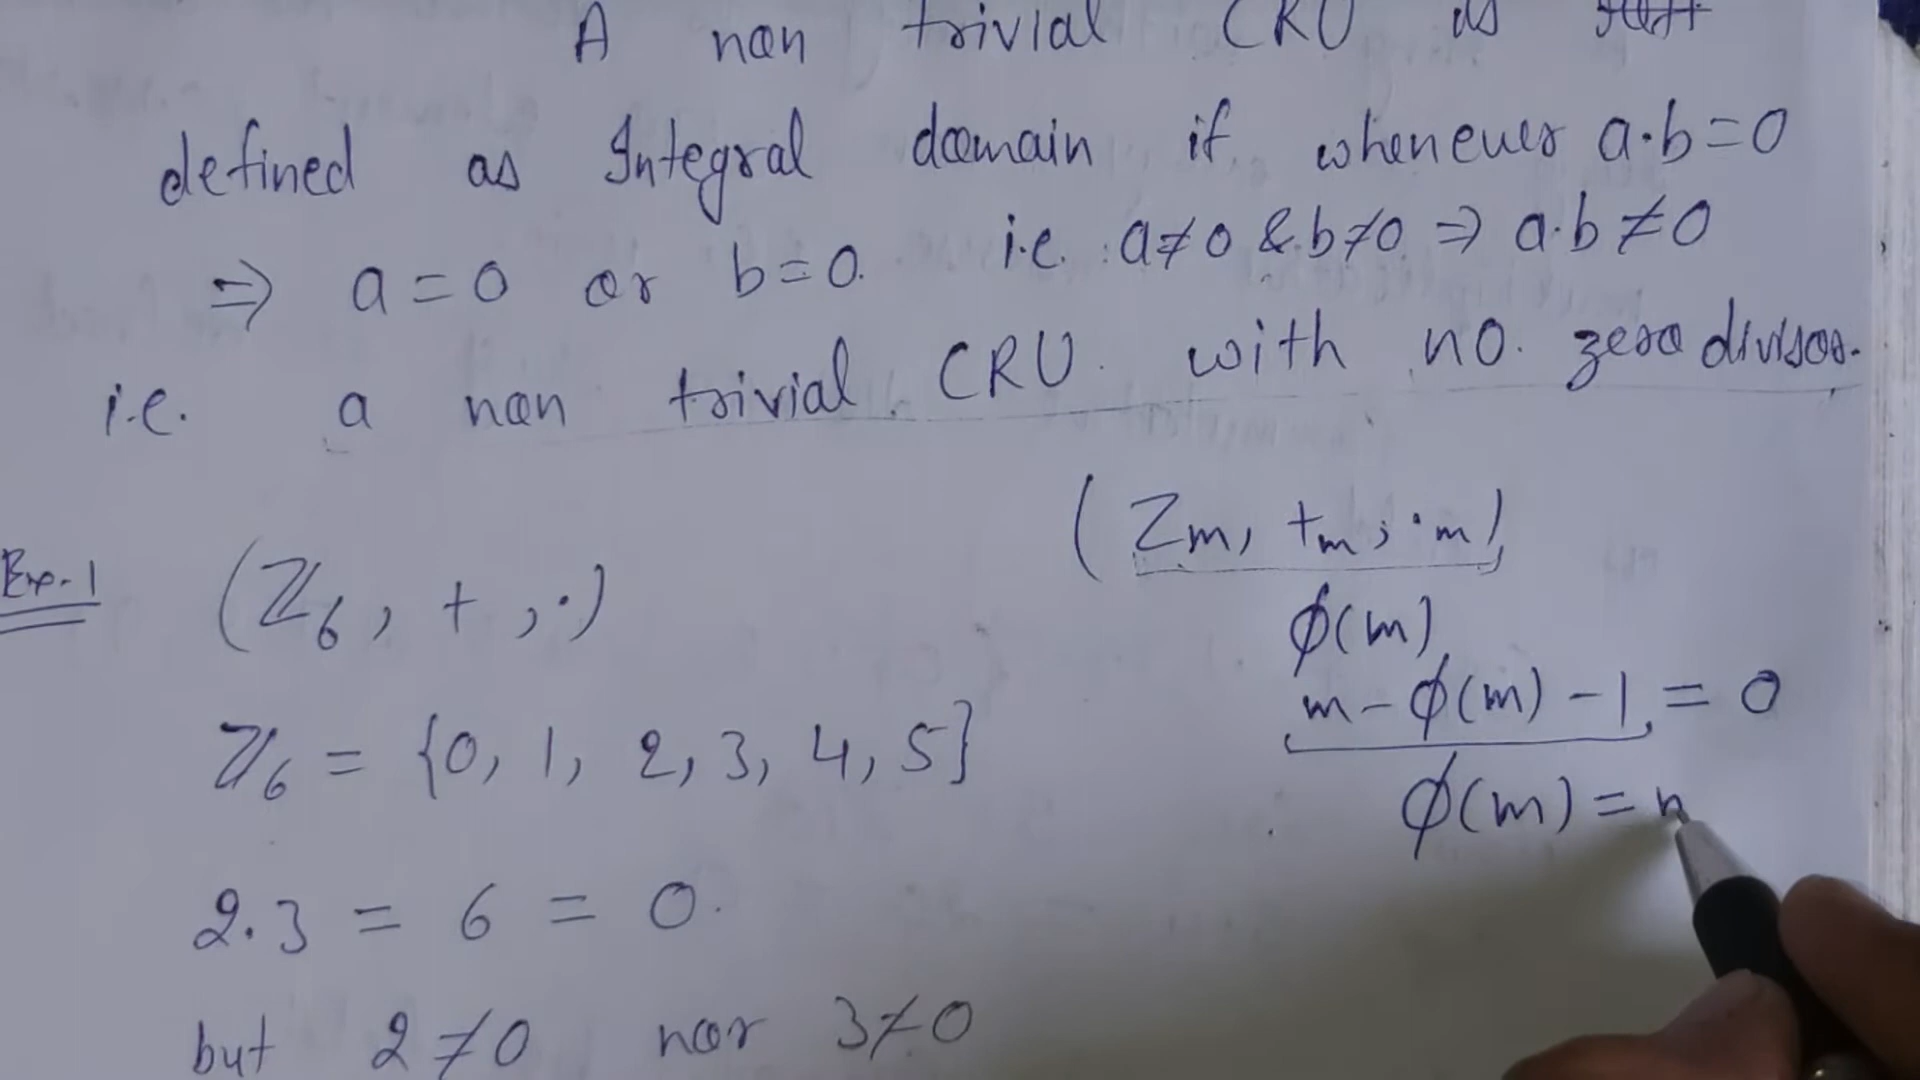 A non trivial CRU is
defined as Integral domain if whenever a·b=0
⇒ a=0 or b=0. i.e. a≠0 & b≠0 ⇒ a·b≠0
i.e. a non trivial CRU with no. zero divisor.
(Zm, +m, ·m)
Exp-1 (Z6, +, ·)
ϕ(m)
m-ϕ(m)-1 = 0
Z6 = {0, 1, 2, 3, 4, 5}
ϕ(m) =
2.3 = 6 = 0.
but 2≠0 nor 3≠0